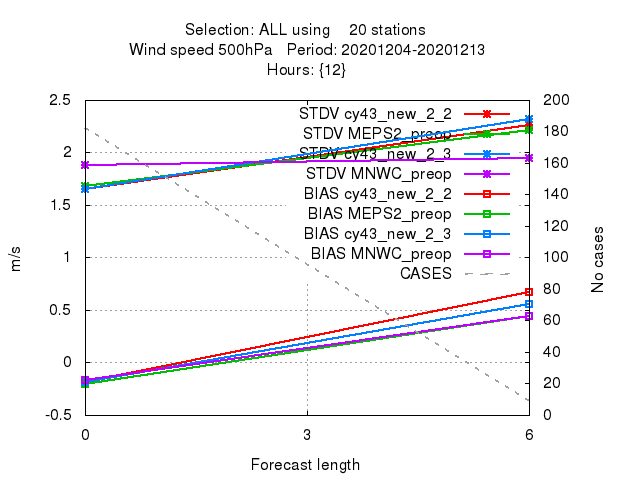 Selection: ALL using    20 stations
Wind speed 500hPa   Period: 20201204-20201213
Hours: {12}
2.5
2
1.5
1
0.5
0
-0.5
m/s
200
180
160
140
120
100
80
60
40
20
0
No cases
STDV cy43_new_2_2
STDV MEPS2_preop
STDV cy43_new_2_3
STDV MNWC_preop
BIAS cy43_new_2_2
BIAS MEPS2_preop
BIAS cy43_new_2_3
BIAS MNWC_preop
CASES
0 3 6
Forecast length